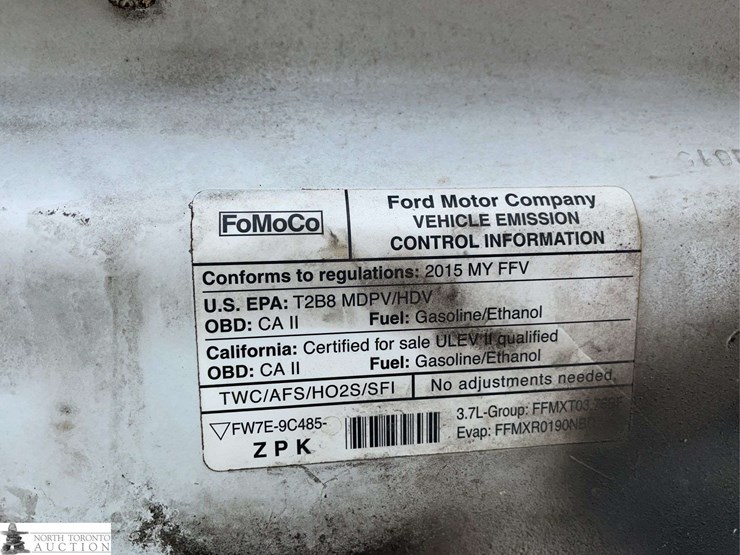 FoMoCo
Ford Motor Company
VEHICLE EMISSION
CONTROL INFORMATION
Conforms to regulations: 2015 MY FFV
U.S. EPA: T2B8 MDPV/HDV
OBD: CA II Fuel: Gasoline/Ethanol
California: Certified for sale ULEV II qualified
OBD: CA II Fuel: Gasoline/Ethanol
TWC/AFS/HO2S/SFI No adjustments needed.
FW7E-9C485-
ZPK
3.7L-Group:
Evap:
NORTH TORONTO
AUCTION